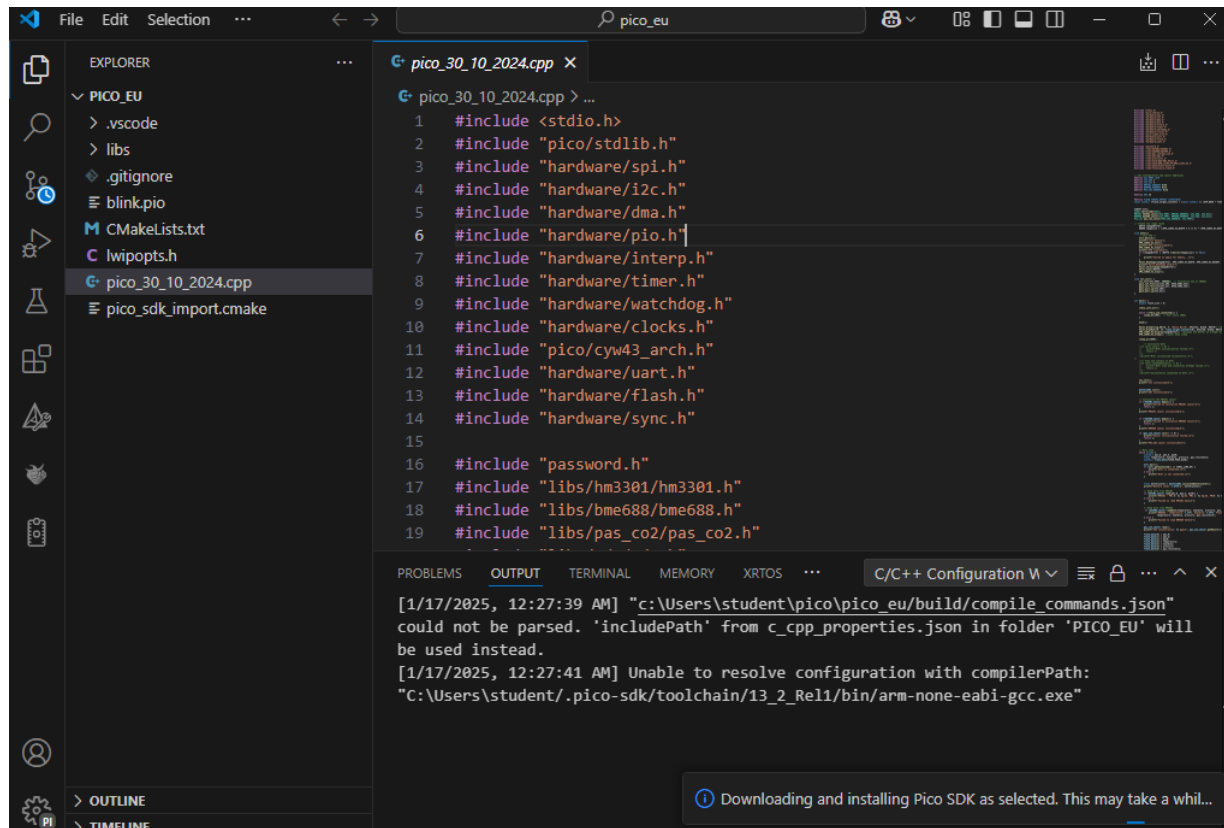 File Edit Selection ··· pico_eu
EXPLORER ···
PICO_EU
.vscode
libs
.gitignore
blink.pio
CMakeLists.txt
lwipopts.h
pico_30_10_2024.cpp
pico_sdk_import.cmake
OUTLINE
TIMELINE
PI
pico_30_10_2024.cpp
pico_30_10_2024.cpp > ...
1 #include <stdio.h>
2 #include "pico/stdlib.h"
3 #include "hardware/spi.h"
4 #include "hardware/i2c.h"
5 #include "hardware/dma.h"
6 #include "hardware/pio.h"
7 #include "hardware/interp.h"
8 #include "hardware/timer.h"
9 #include "hardware/watchdog.h"
10 #include "hardware/clocks.h"
11 #include "pico/cyw43_arch.h"
12 #include "hardware/uart.h"
13 #include "hardware/flash.h"
14 #include "hardware/sync.h"
15
16 #include "password.h"
17 #include "libs/hm3301/hm3301.h"
18 #include "libs/bme688/bme688.h"
19 #include "libs/pas_co2/pas_co2.h"
PROBLEMS OUTPUT TERMINAL MEMORY XRTOS ··· C/C++ Configuration W
[1/17/2025, 12:27:39 AM] "c:\Users\student\pico\pico_eu/build/compile_commands.json"
could not be parsed. 'includePath' from c_cpp_properties.json in folder 'PICO_EU' will
be used instead.
[1/17/2025, 12:27:41 AM] Unable to resolve configuration with compilerPath:
"C:\Users\student/.pico-sdk/toolchain/13_2_Rel1/bin/arm-none-eabi-gcc.exe"
Downloading and installing Pico SDK as selected. This may take a whil...